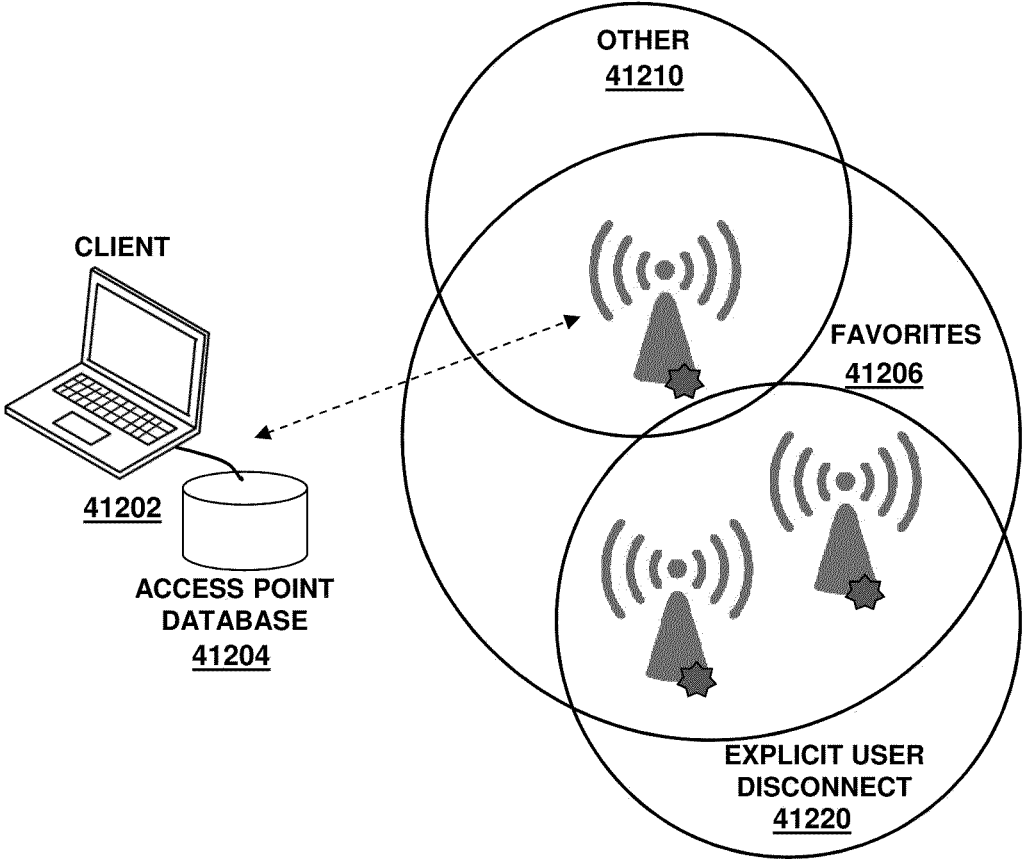 OTHER
41210
CLIENT
FAVORITES
41206
41202
ACCESS POINT
DATABASE
41204
EXPLICIT USER
DISCONNECT
41220